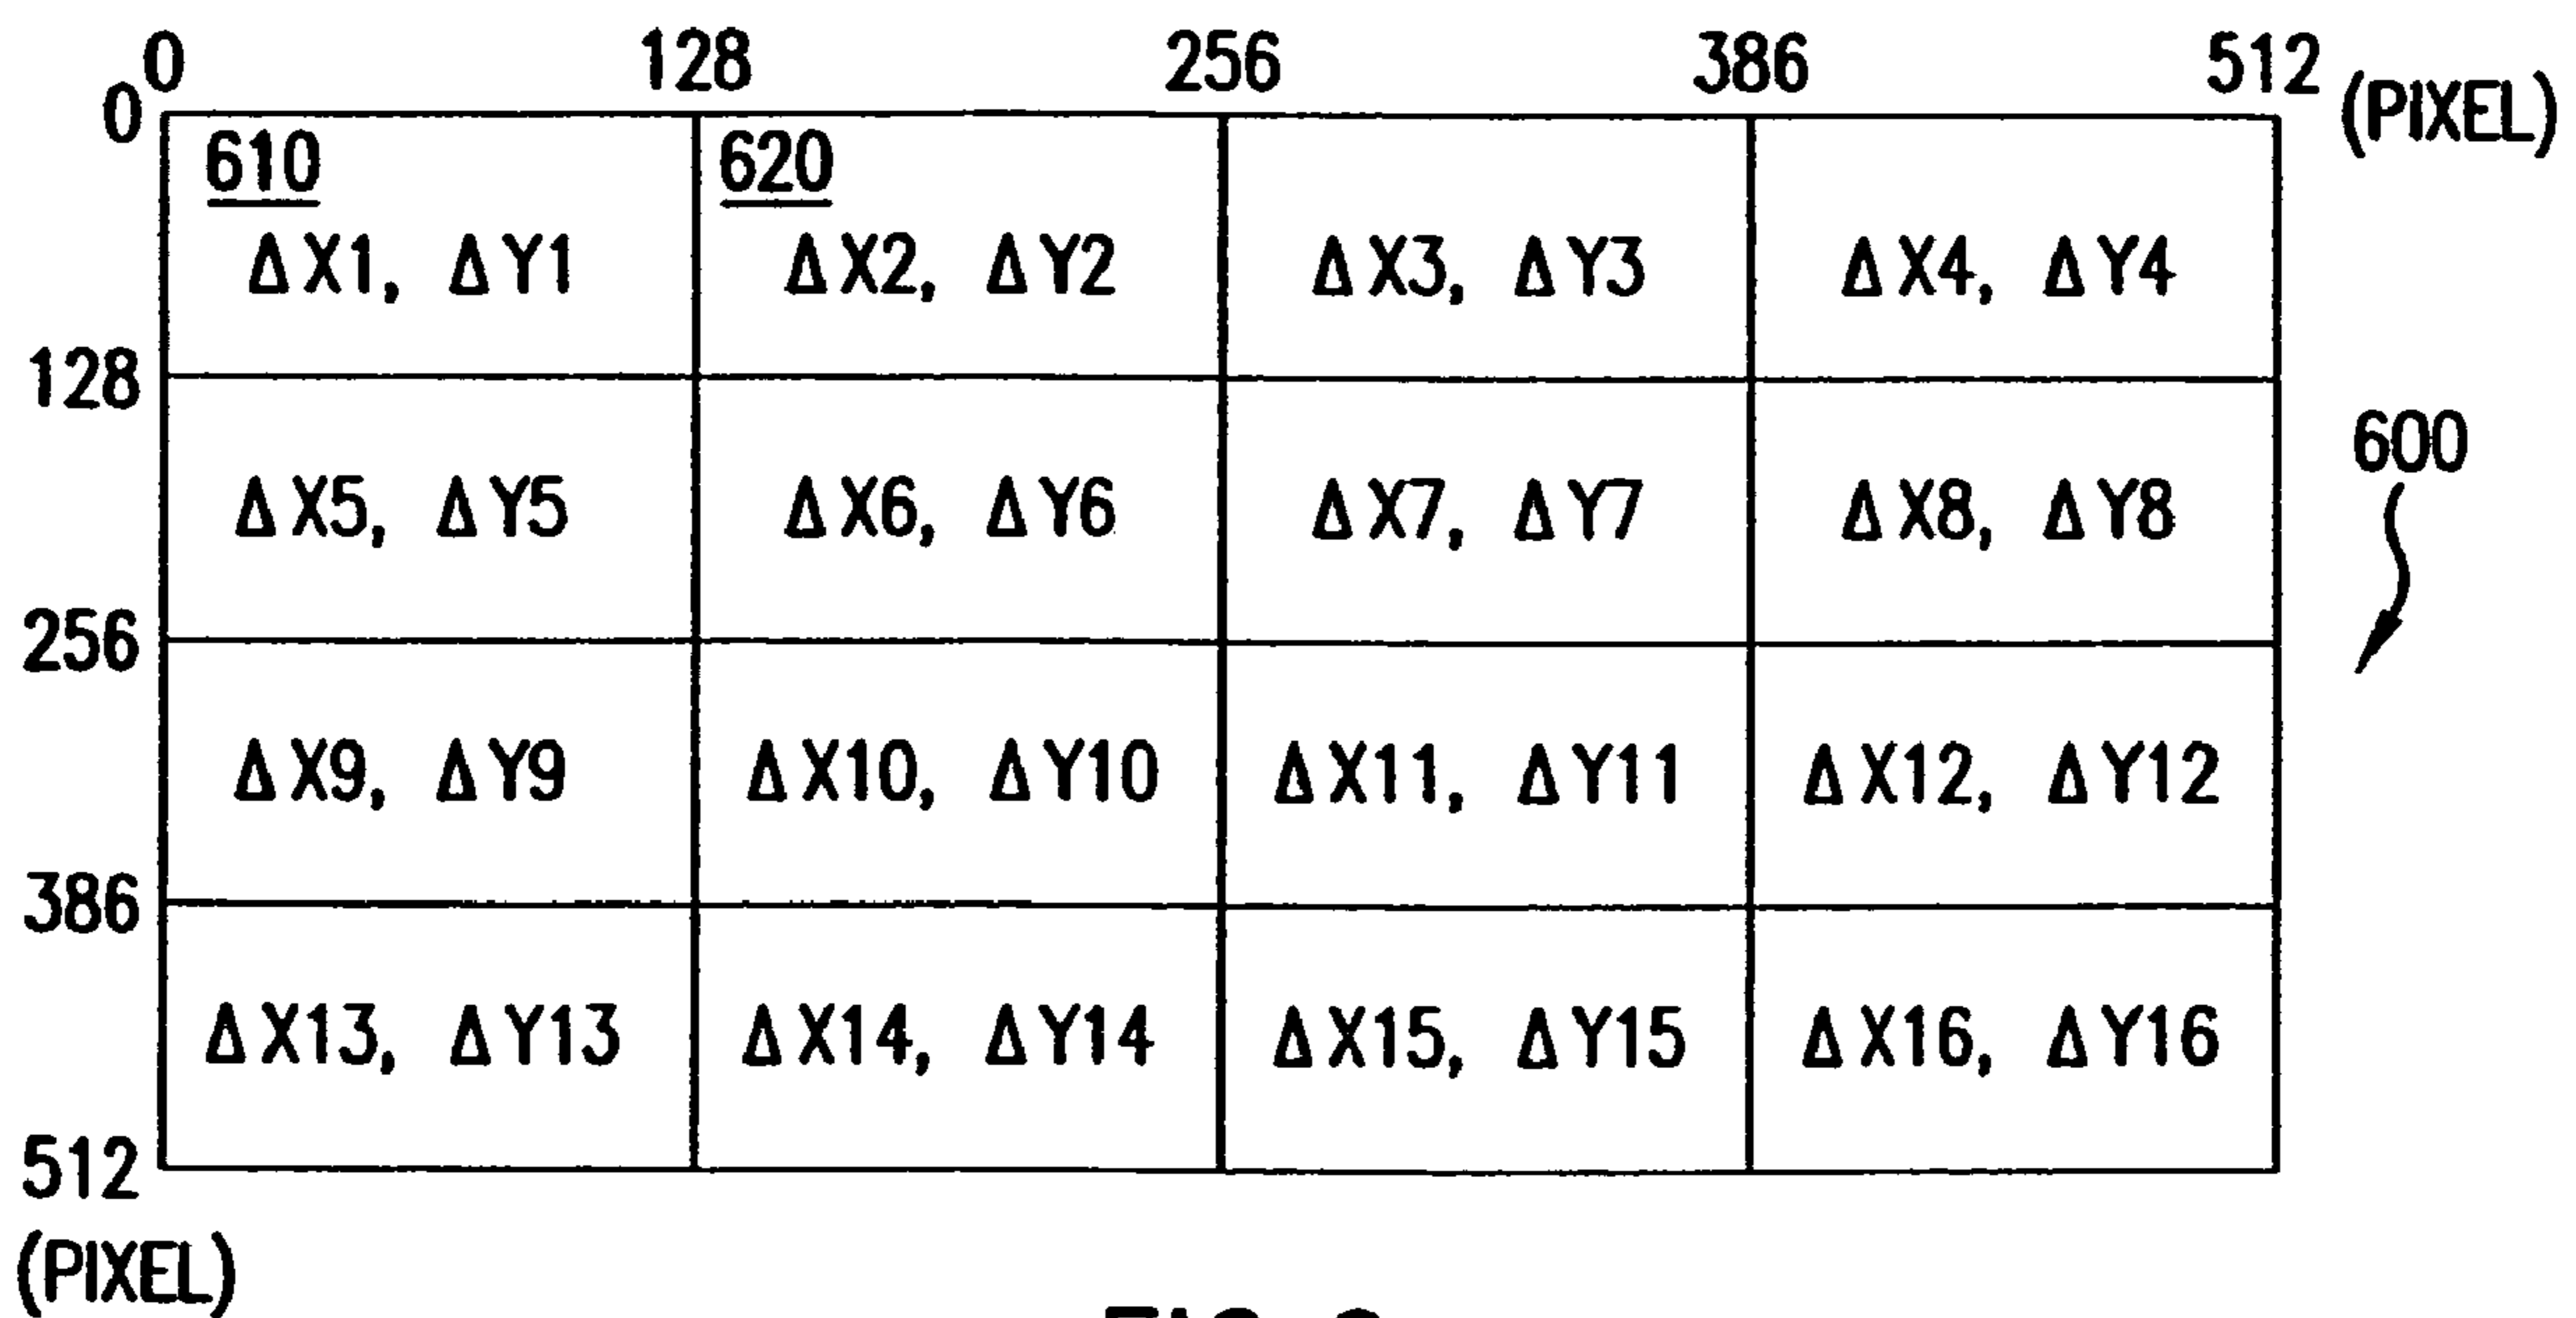 0 128 256 386 512 (PIXEL)
0
610 620
ΔX1, ΔY1 ΔX2, ΔY2 ΔX3, ΔY3 ΔX4, ΔY4
128
600
ΔX5, ΔY5 ΔX6, ΔY6 ΔX7, ΔY7 ΔX8, ΔY8
256
ΔX9, ΔY9 ΔX10, ΔY10 ΔX11, ΔY11 ΔX12, ΔY12
386
ΔX13, ΔY13 ΔX14, ΔY14 ΔX15, ΔY15 ΔX16, ΔY16
512
(PIXEL)